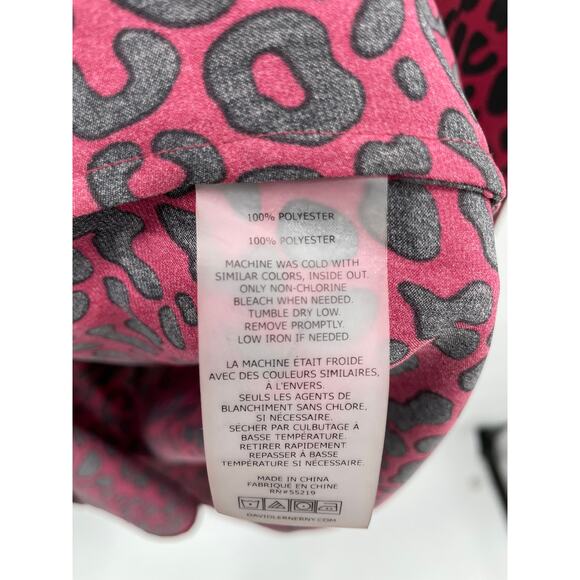 100% POLYESTER
100% POLYESTER
MACHINE WAS COLD WITH
SIMILAR COLORS, INSIDE OUT.
ONLY NON-CHLORINE
BLEACH WHEN NEEDED.
TUMBLE DRY LOW.
REMOVE PROMPTLY.
LOW IRON IF NEEDED
LA MACHINE ÉTAIT FROIDE
AVEC DES COULEURS SIMILAIRES,
À L'ENVERS.
SEULS LES AGENTS DE
BLANCHIMENT SANS CHLORE,
SI NÉCESSAIRE.
SÉCHER PAR CULBUTAGE À
BASSE TEMPÉRATURE.
RETIRER RAPIDEMENT
REPASSER À BASSE
TEMPÉRATURE SI NÉCESSAIRE.
MADE IN CHINA
FABRIQUÉ EN CHINE
RN#55219
DAVIDLERNERNY.COM